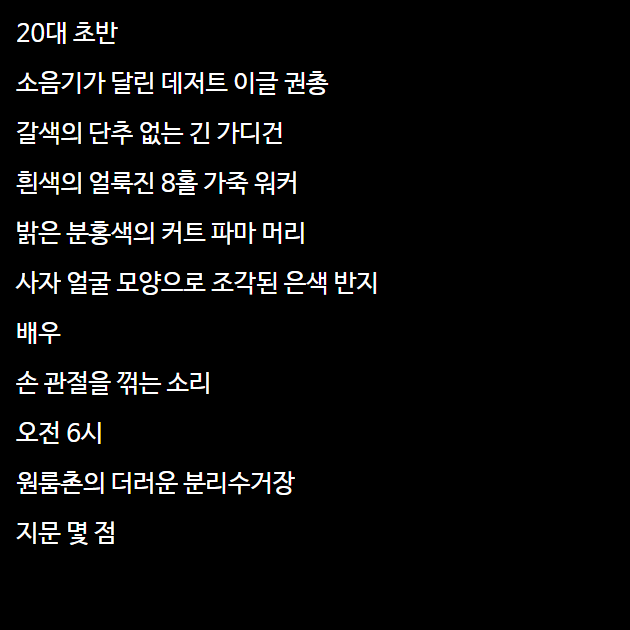 20대 초반
소음기가 달린 데저트 이글 권총
갈색의 단추 없는 긴 가디건
흰색의 얼룩진 8홀 가죽 워커
밝은 분홍색의 커트 파마 머리
사자 얼굴 모양으로 조각된 은색 반지
배우
손 관절을 꺾는 소리
오전 6시
원룸촌의 더러운 분리수거장
지문 몇 점